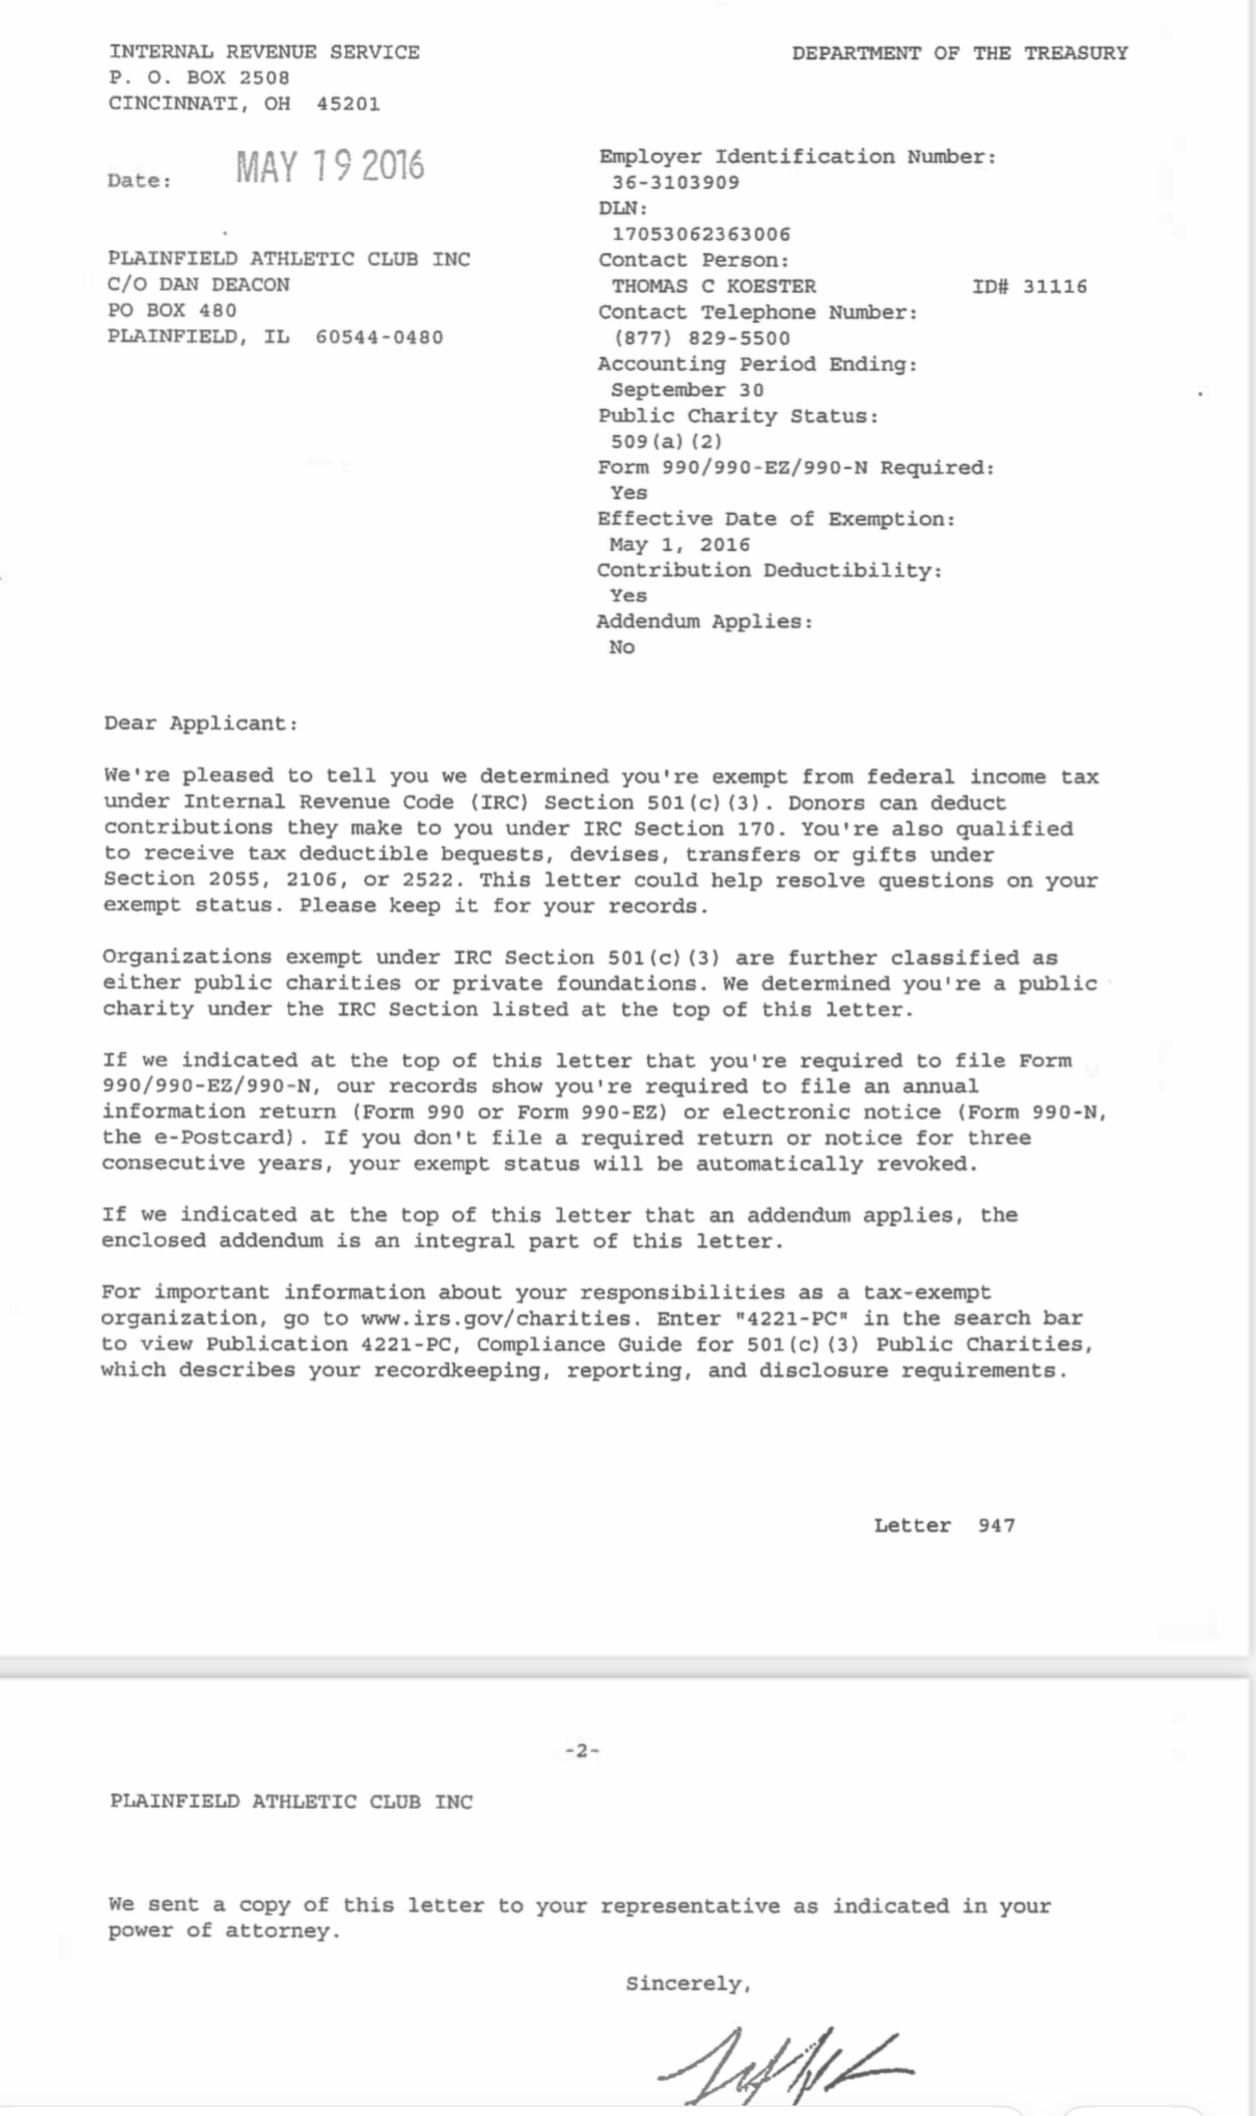 INTERNAL REVENUE SERVICE
P. O. BOX 2508
CINCINNATI, OH 45201
DEPARTMENT OF THE TREASURY
Date: MAY 19 2016
PLAINFIELD ATHLETIC CLUB INC
C/O DAN DEACON
PO BOX 480
PLAINFIELD, IL 60544-0480
Employer Identification Number:
36-3103909
DLN:
17053062363006
Contact Person:
THOMAS C KOESTER ID# 31116
Contact Telephone Number:
(877) 829-5500
Accounting Period Ending:
September 30
Public Charity Status:
509(a)(2)
Form 990/990-EZ/990-N Required:
Yes
Effective Date of Exemption:
May 1, 2016
Contribution Deductibility:
Yes
Addendum Applies:
No
Dear Applicant:
We're pleased to tell you we determined you're exempt from federal income tax
under Internal Revenue Code (IRC) Section 501(c)(3). Donors can deduct
contributions they make to you under IRC Section 170. You're also qualified
to receive tax deductible bequests, devises, transfers or gifts under
Section 2055, 2106, or 2522. This letter could help resolve questions on your
exempt status. Please keep it for your records.
Organizations exempt under IRC Section 501(c)(3) are further classified as
either public charities or private foundations. We determined you're a public
charity under the IRC Section listed at the top of this letter.
If we indicated at the top of this letter that you're required to file Form
990/990-EZ/990-N, our records show you're required to file an annual
information return (Form 990 or Form 990-EZ) or electronic notice (Form 990-N,
the e-Postcard). If you don't file a required return or notice for three
consecutive years, your exempt status will be automatically revoked.
If we indicated at the top of this letter that an addendum applies, the
enclosed addendum is an integral part of this letter.
For important information about your responsibilities as a tax-exempt
organization, go to www.irs.gov/charities. Enter "4221-PC" in the search bar
to view Publication 4221-PC, Compliance Guide for 501(c)(3) Public Charities,
which describes your recordkeeping, reporting, and disclosure requirements.
Letter 947
-2-
PLAINFIELD ATHLETIC CLUB INC
We sent a copy of this letter to your representative as indicated in your
power of attorney.
Sincerely,